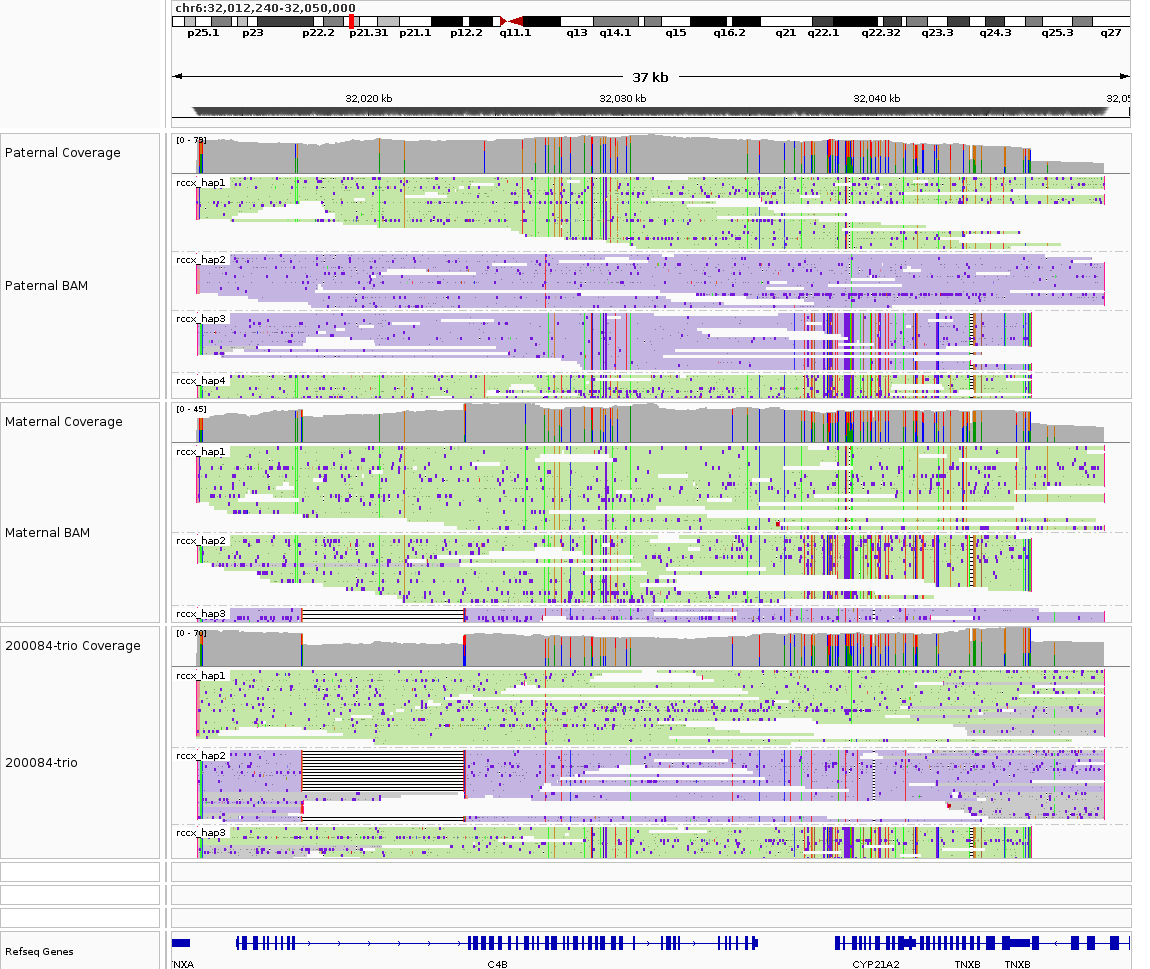 chr6:32,012,240-32,050,000
p25.1 p23 p22.2 p21.31 p21.1 p12.2 q11.1 q13 q14.1 q15 q16.2 q21 q22.1 q22.32 q23.3 q24.3 q25.3 q27
37 kb
32,020 kb 32,030 kb 32,040 kb 32,05
Paternal Coverage
[0 - 79]
Paternal BAM
rccx_hap1
rccx_hap2
rccx_hap3
rccx_hap4
Maternal Coverage
[0 - 45]
Maternal BAM
rccx_hap1
rccx_hap2
rccx_hap3
200084-trio Coverage
[0 - 70]
200084-trio
rccx_hap1
rccx_hap2
rccx_hap3
Refseq Genes
NXA C4B CYP21A2 TNXB TNXB